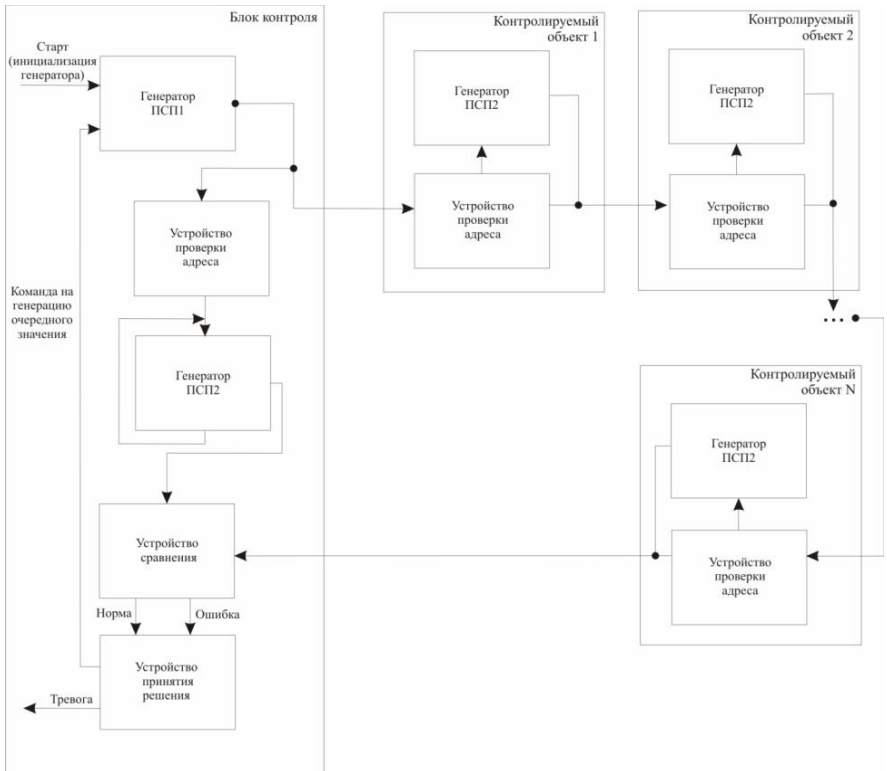 Блок контроля
Старт
(инициализация
генератора)
Генератор
ПСП1
Устройство
проверки
адреса
Команда на
генерацию
очередного
значения
Генератор
ПСП2
Устройство
сравнения
Норма
Ошибка
Устройство
принятия
решения
Тревога
Контролируемый
объект 1
Генератор
ПСП2
Устройство
проверки
адреса
Контролируемый
объект 2
Генератор
ПСП2
Устройство
проверки
адреса
...
Контролируемый
объект N
Генератор
ПСП2
Устройство
проверки
адреса